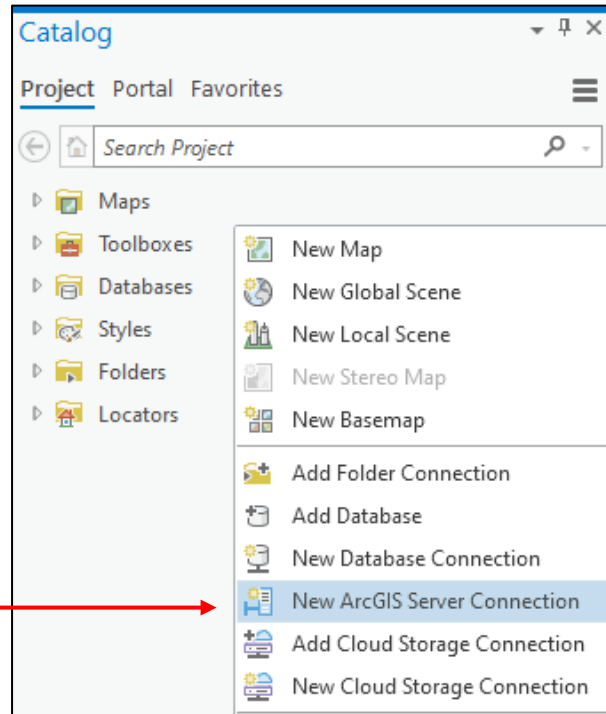 Catalog
Project Portal Favorites
Search Project
Maps
Toolboxes
Databases
Styles
Folders
Locators
New Map
New Global Scene
New Local Scene
New Stereo Map
New Basemap
Add Folder Connection
Add Database
New Database Connection
New ArcGIS Server Connection
Add Cloud Storage Connection
New Cloud Storage Connection